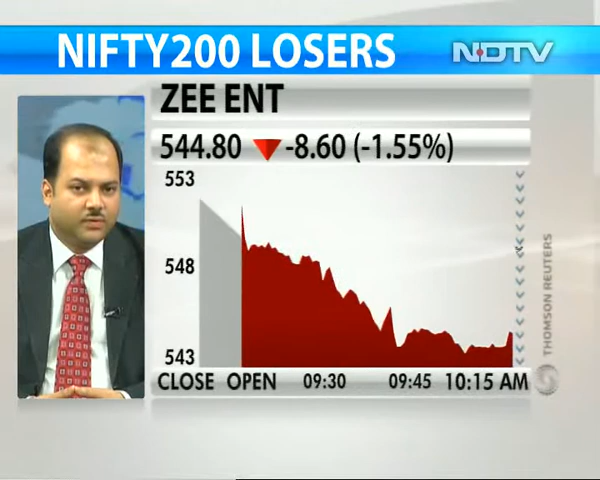 NIFTY200 LOSERS
NDTV
ZEE ENT
544.80 -8.60 (-1.55%)
553
548
543
CLOSE OPEN 09:30 09:45 10:15 AM
THOMSON REUTERS